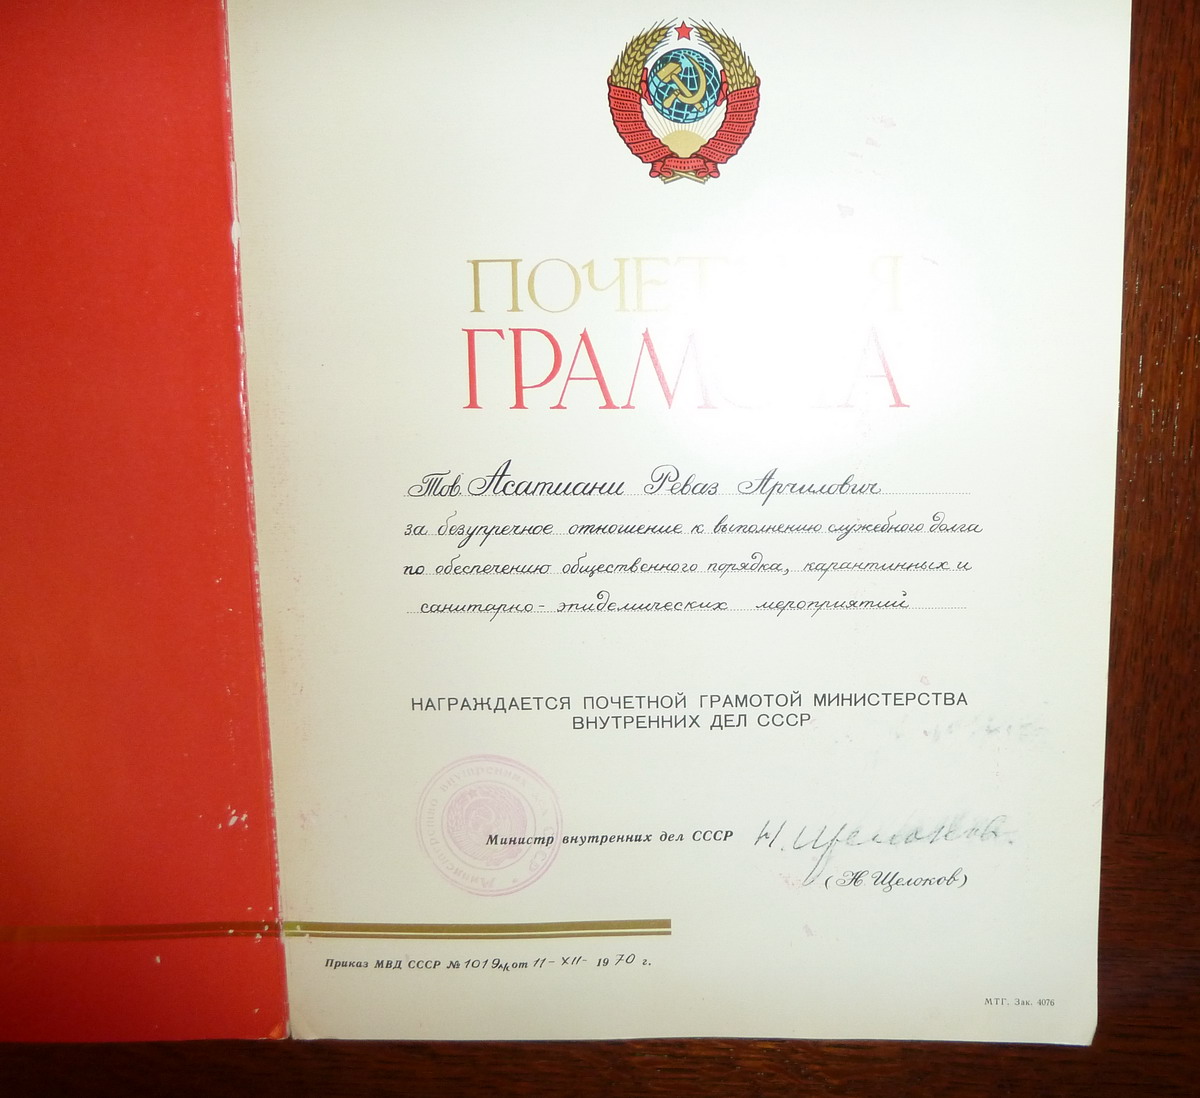 ПОЧЕТНАЯ
ГРАМОТА
Тов. Асатиани Реваз Арчилович
за безупречное отношение к выполнению служебного долга
по обеспечению общественного порядка, карантинных и
санитарно-эпидемических мероприятий
НАГРАЖДАЕТСЯ ПОЧЕТНОЙ ГРАМОТОЙ МИНИСТЕРСТВА
ВНУТРЕННИХ ДЕЛ СССР
Министр внутренних дел СССР Н. Щелоков
(Н. Щелоков)
Приказ МВД СССР № 1019 л/с от 11-XII-1970 г.
МТГ. Зак. 4076